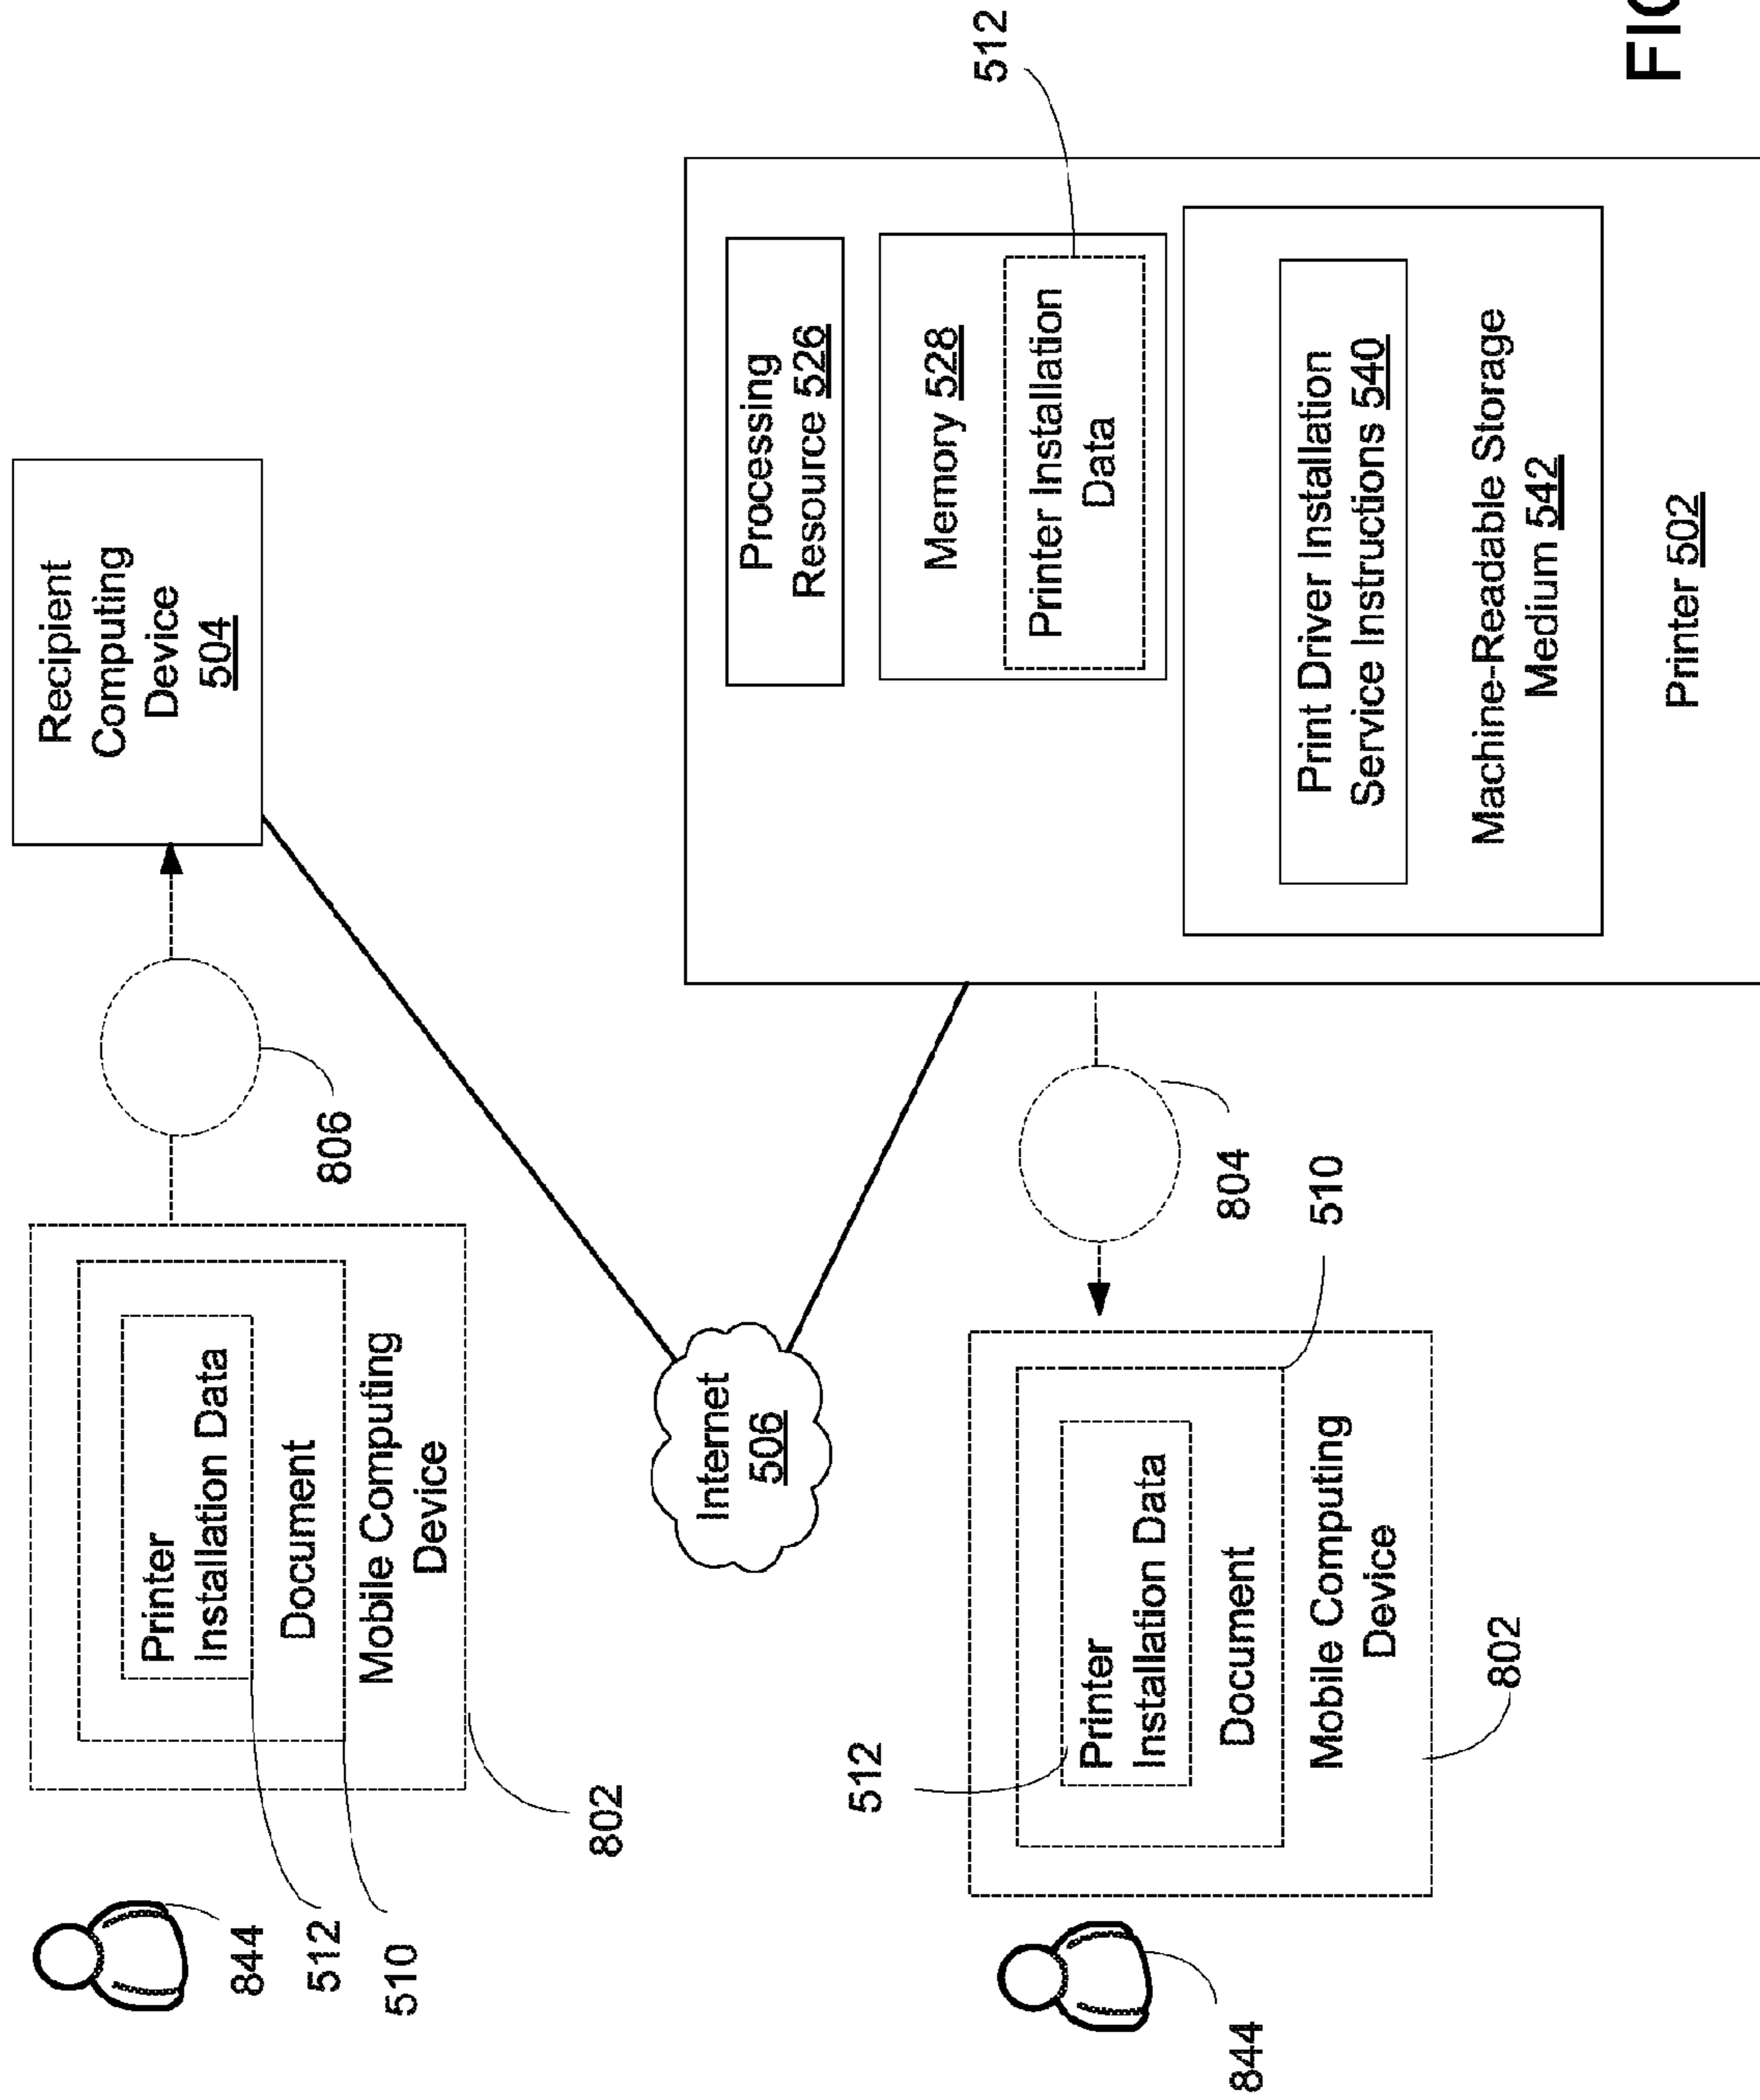 844
512
510
Printer
Installation Data
Document
Mobile Computing
Device
802
806
Recipient
Computing
Device
504
Internet
506
844
512
Printer
Installation Data
Document
Mobile Computing
Device
802
510
804
Processing
Resource 526
Memory 528
Printer Installation
Data
512
Print Driver Installation
Service Instructions 540
Machine-Readable Storage
Medium 542
Printer 502